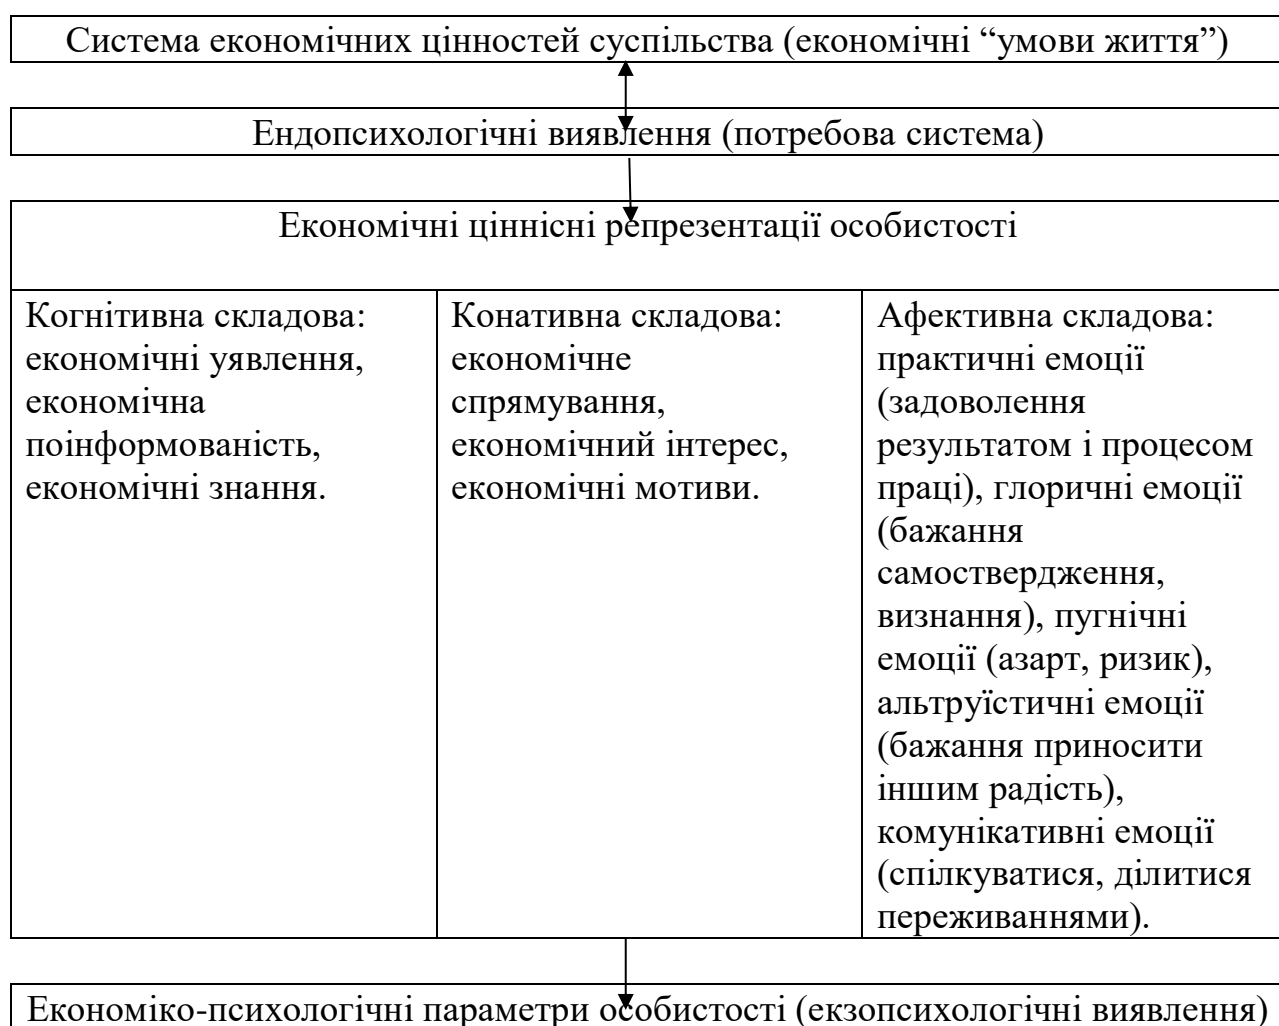 Система економічних цінностей суспільства (економічні “умови життя”)
Ендопсихологічні виявлення (потребова система)
Економічні ціннісні репрезентації особистості
Когнітивна складова:
економічні уявлення,
економічна
поінформованість,
економічні знання.
Конативна складова:
економічне
спрямування,
економічний інтерес,
економічні мотиви.
Афективна складова:
практичні емоції
(задоволення
результатом і процесом
праці), глоричні емоції
(бажання
самоствердження,
визнання), пугнічні
емоції (азарт, ризик),
альтруїстичні емоції
(бажання приносити
іншим радість),
комунікативні емоції
(спілкуватися, ділитися
переживаннями).
Економіко-психологічні параметри особистості (екзопсихологічні виявлення)